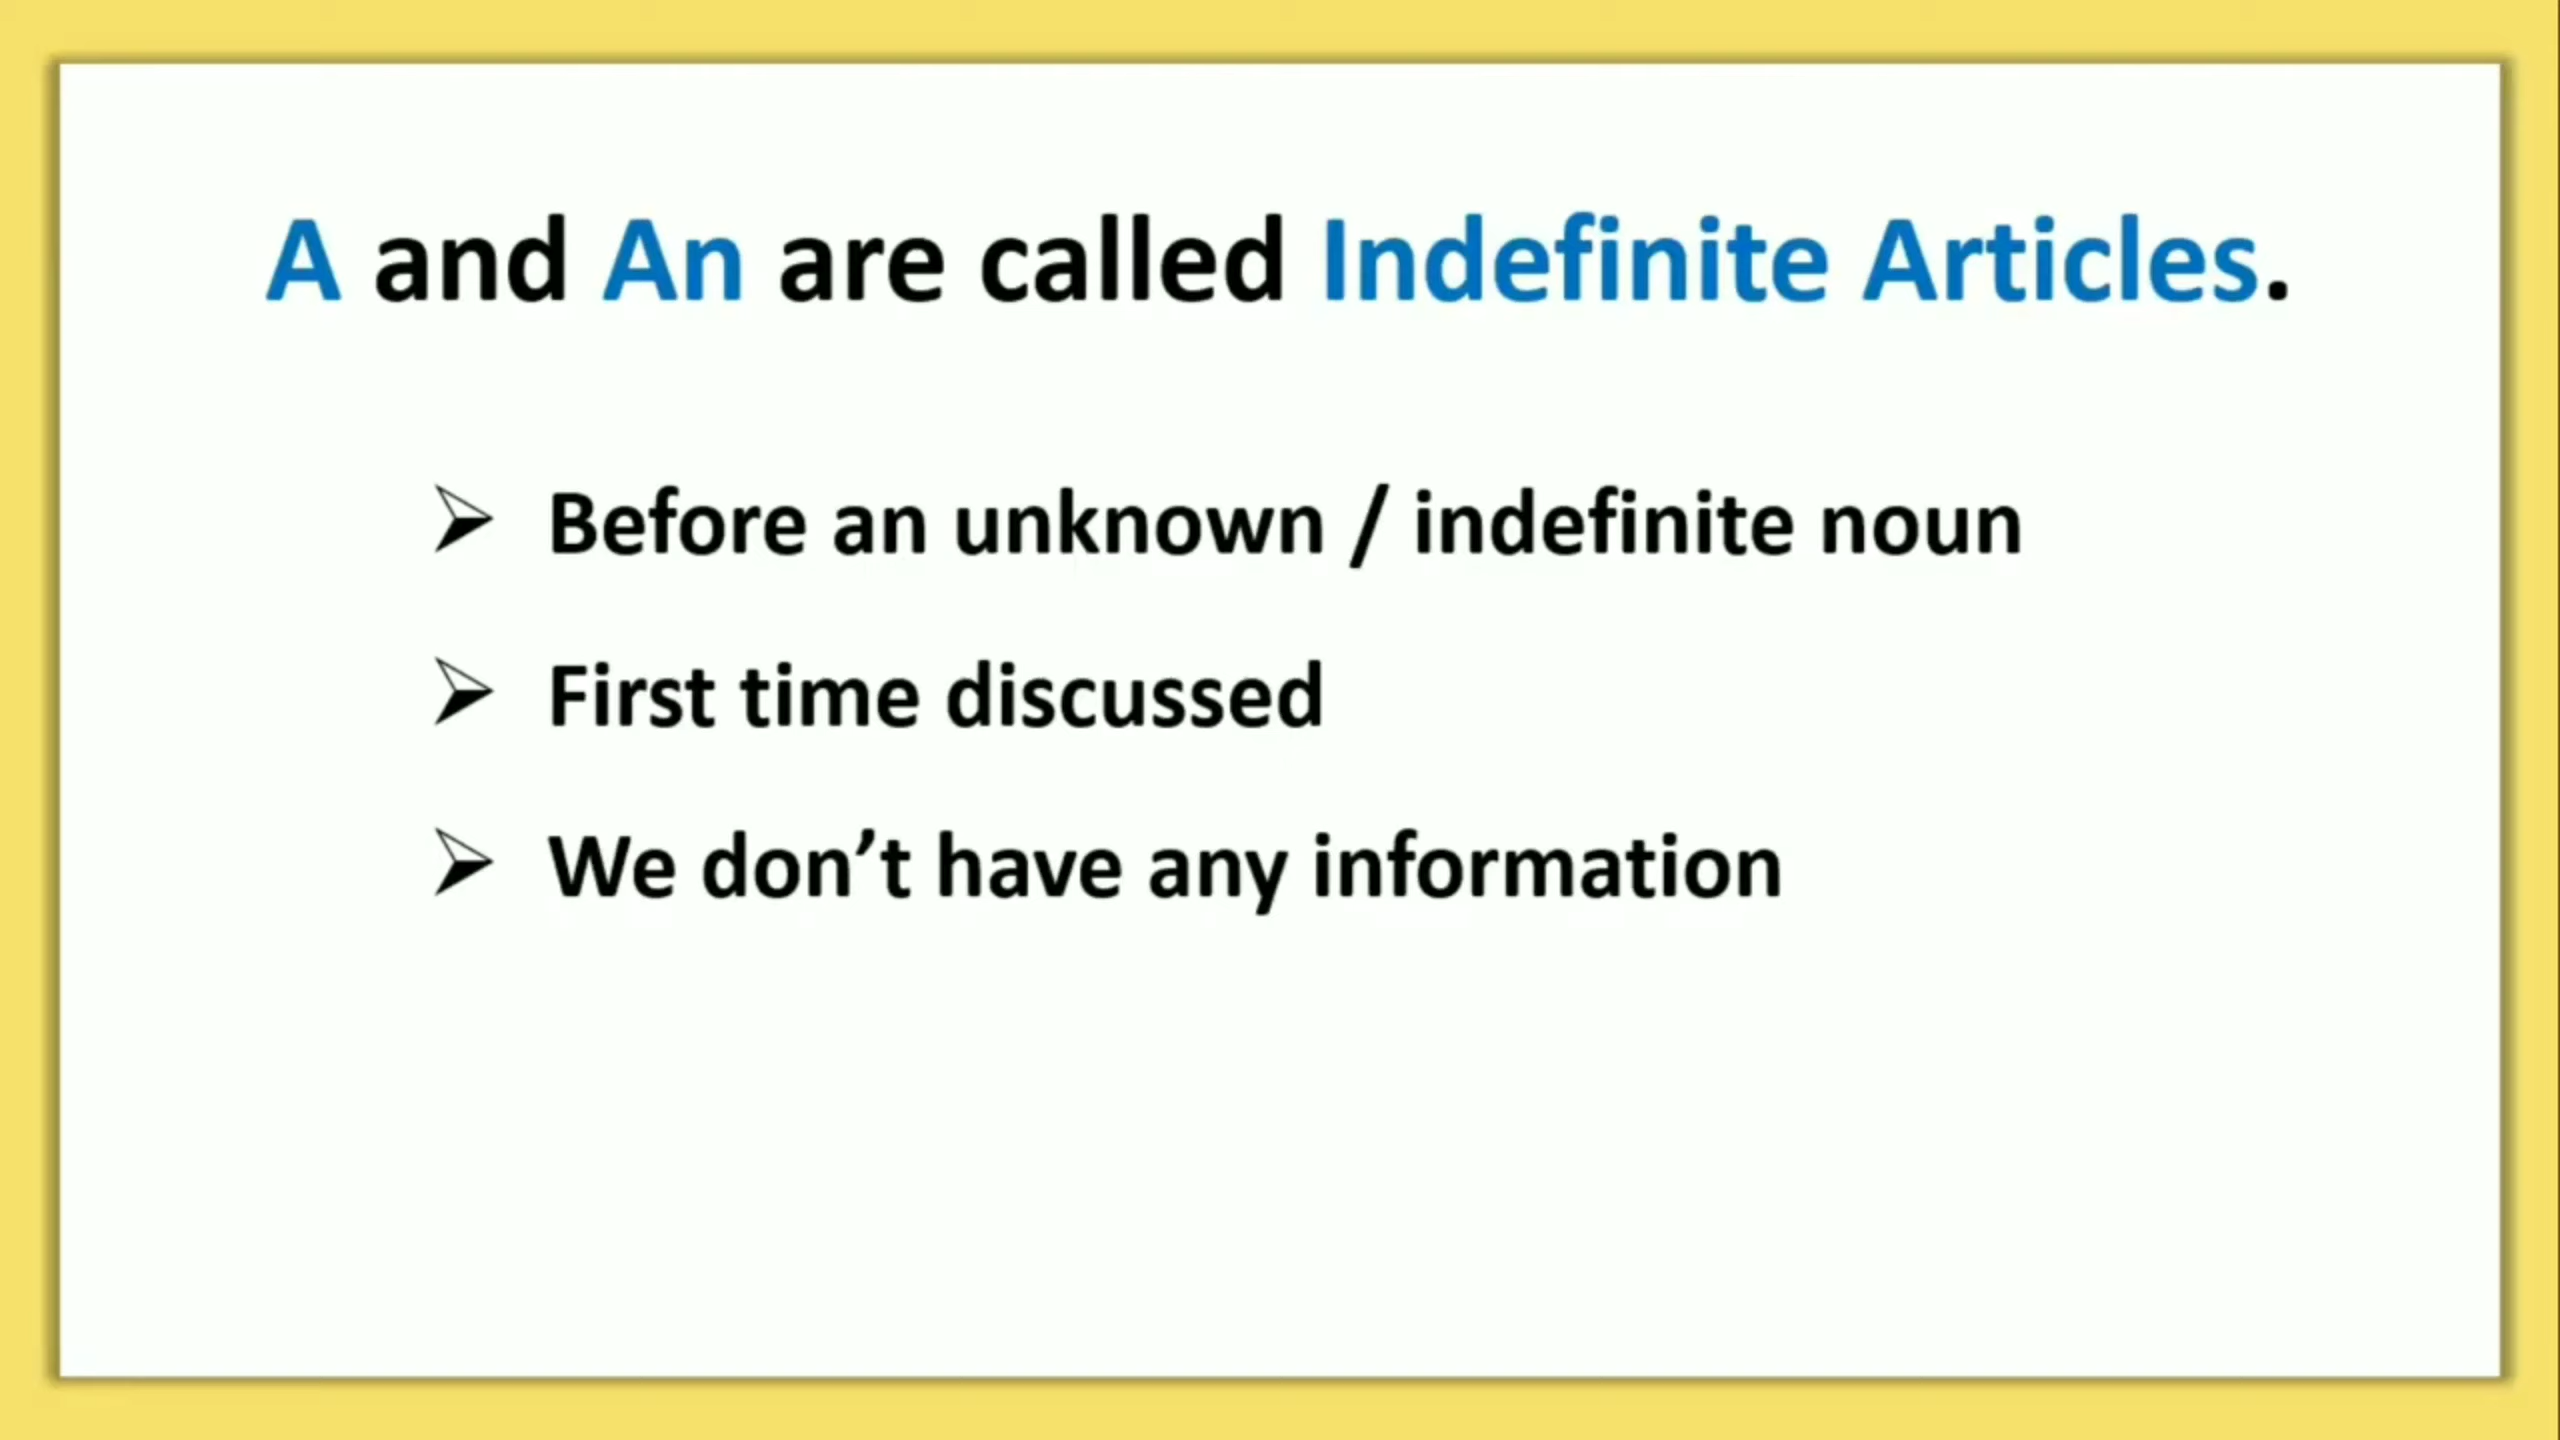 A and An are called Indefinite Articles.
➢ Before an unknown / indefinite noun
➢ First time discussed
➢ We don’t have any information